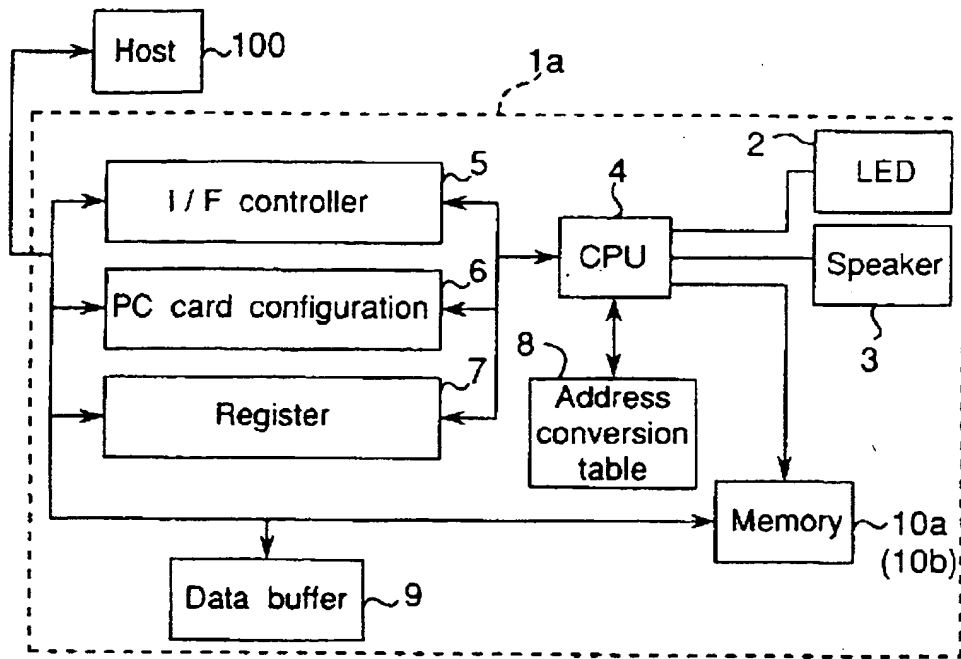 Host
100
1a
I/F controller
5
PC card configuration
6
Register
7
CPU
4
LED
2
Speaker
3
Address
conversion
table
8
Memory
10a
(10b)
Data buffer
9